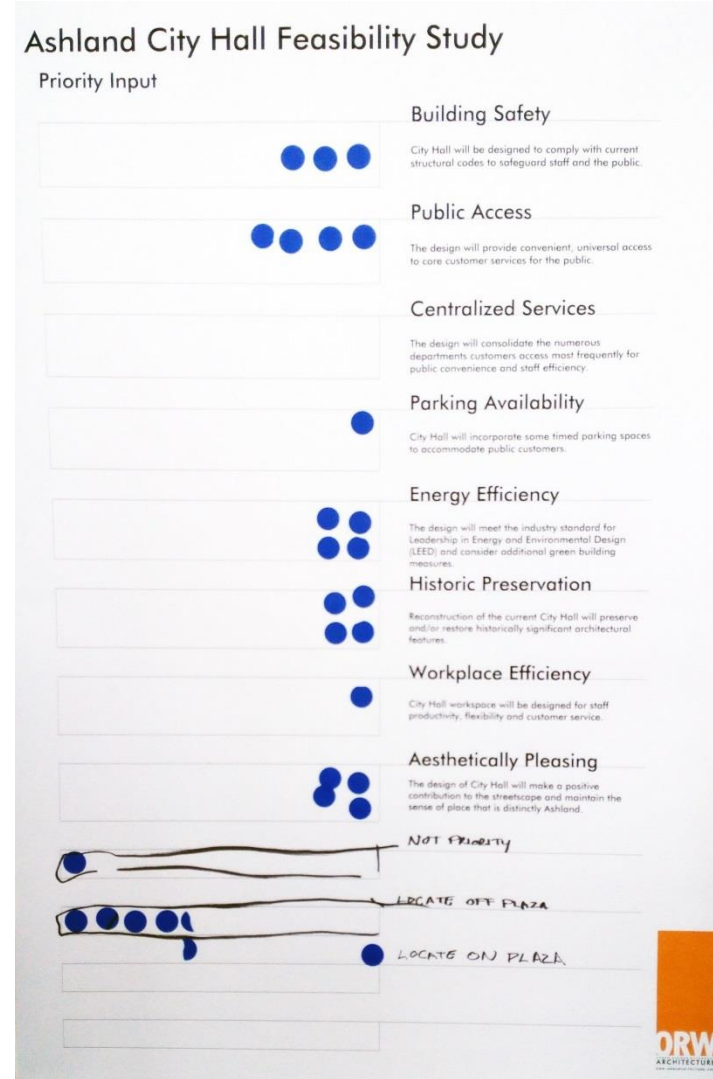 Ashland City Hall Feasibility Study
Priority Input
Building Safety
City Hall will be designed to comply with current
structural codes to safeguard staff and the public.
Public Access
The design will provide convenient, universal access
to core customer services for the public.
Centralized Services
The design will consolidate the numerous
departments customers access most frequently for
public convenience and staff efficiency.
Parking Availability
City Hall will incorporate some timed parking spaces
to accommodate public customers.
Energy Efficiency
The design will meet the industry standard for
Leadership in Energy and Environmental Design
(LEED) and consider additional green building
measures.
Historic Preservation
Reconstruction of the current City Hall will preserve
and/or restore historically significant architectural
features.
Workplace Efficiency
City Hall workspace will be designed for staff
productivity, flexibility and customer service.
Aesthetically Pleasing
The design of City Hall will make a positive
contribution to the streetscape and maintain the
sense of place that is distinctly Ashland.
NOT PRIORITY
LOCATE OFF PLAZA
LOCATE ON PLAZA
ORW
ARCHITECTURE